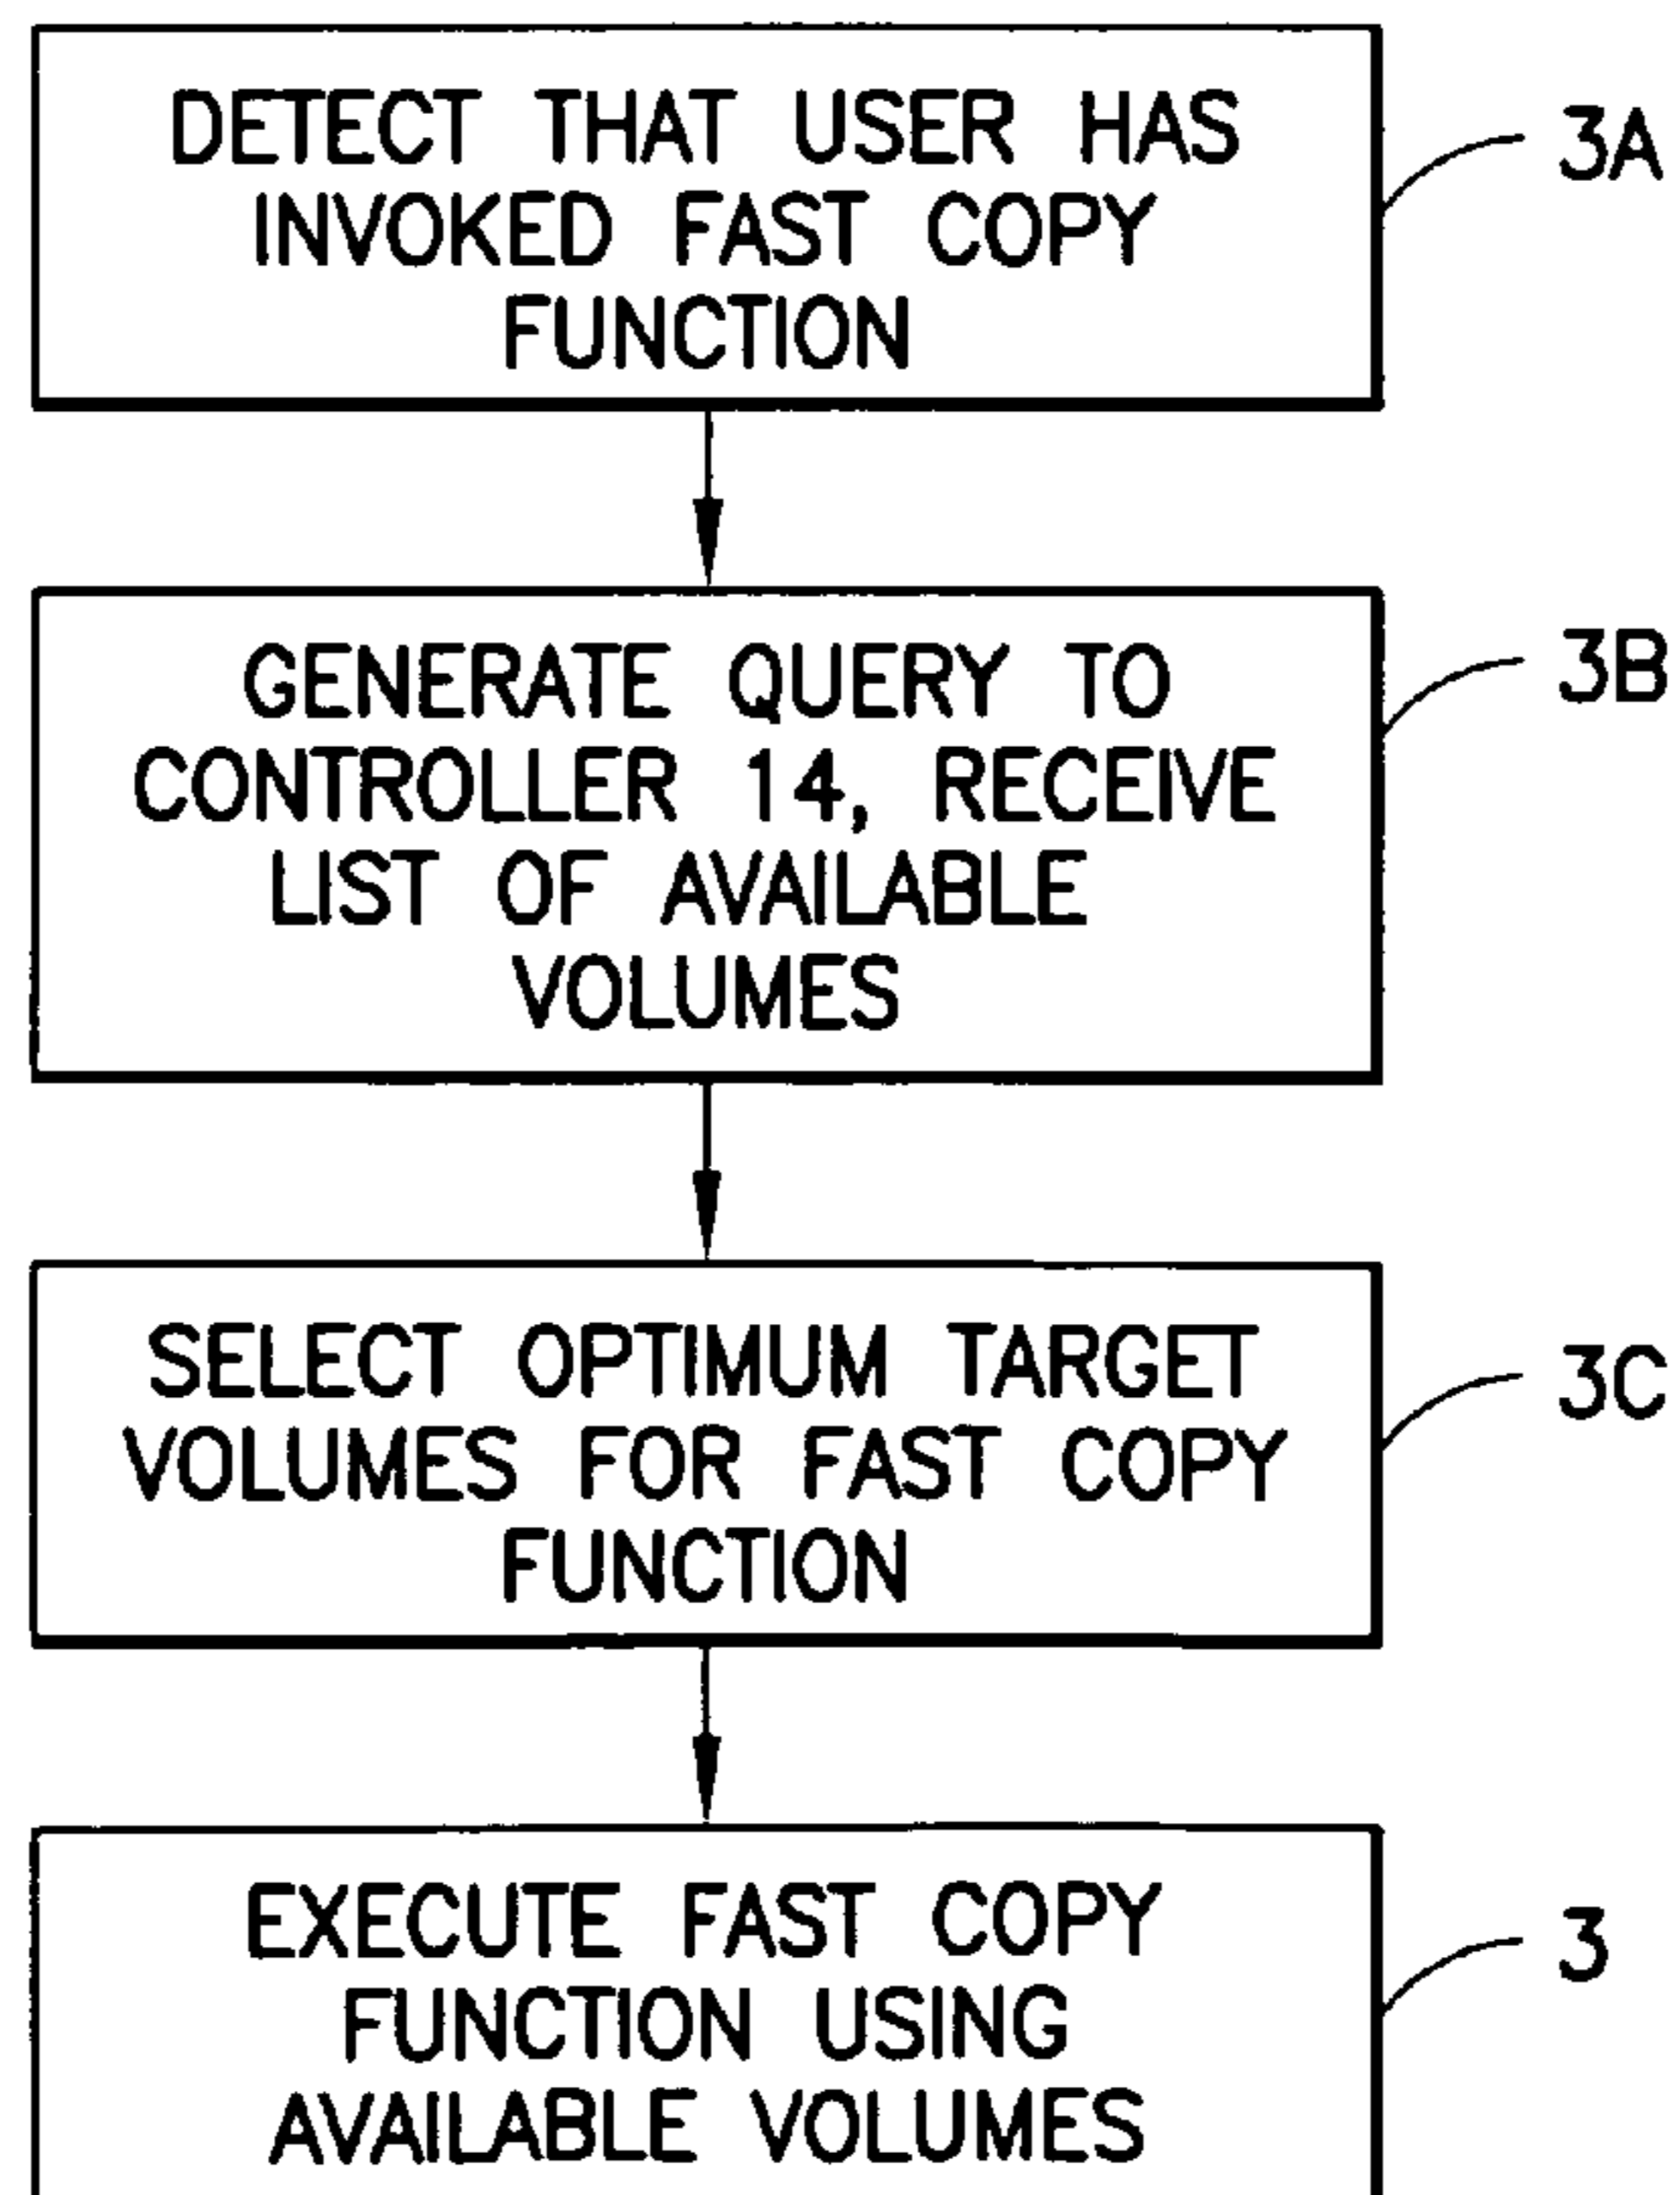 DETECT THAT USER HAS
INVOKED FAST COPY
FUNCTION
3A
GENERATE QUERY TO
CONTROLLER 14, RECEIVE
LIST OF AVAILABLE
VOLUMES
3B
SELECT OPTIMUM TARGET
VOLUMES FOR FAST COPY
FUNCTION
3C
EXECUTE FAST COPY
FUNCTION USING
AVAILABLE VOLUMES
3